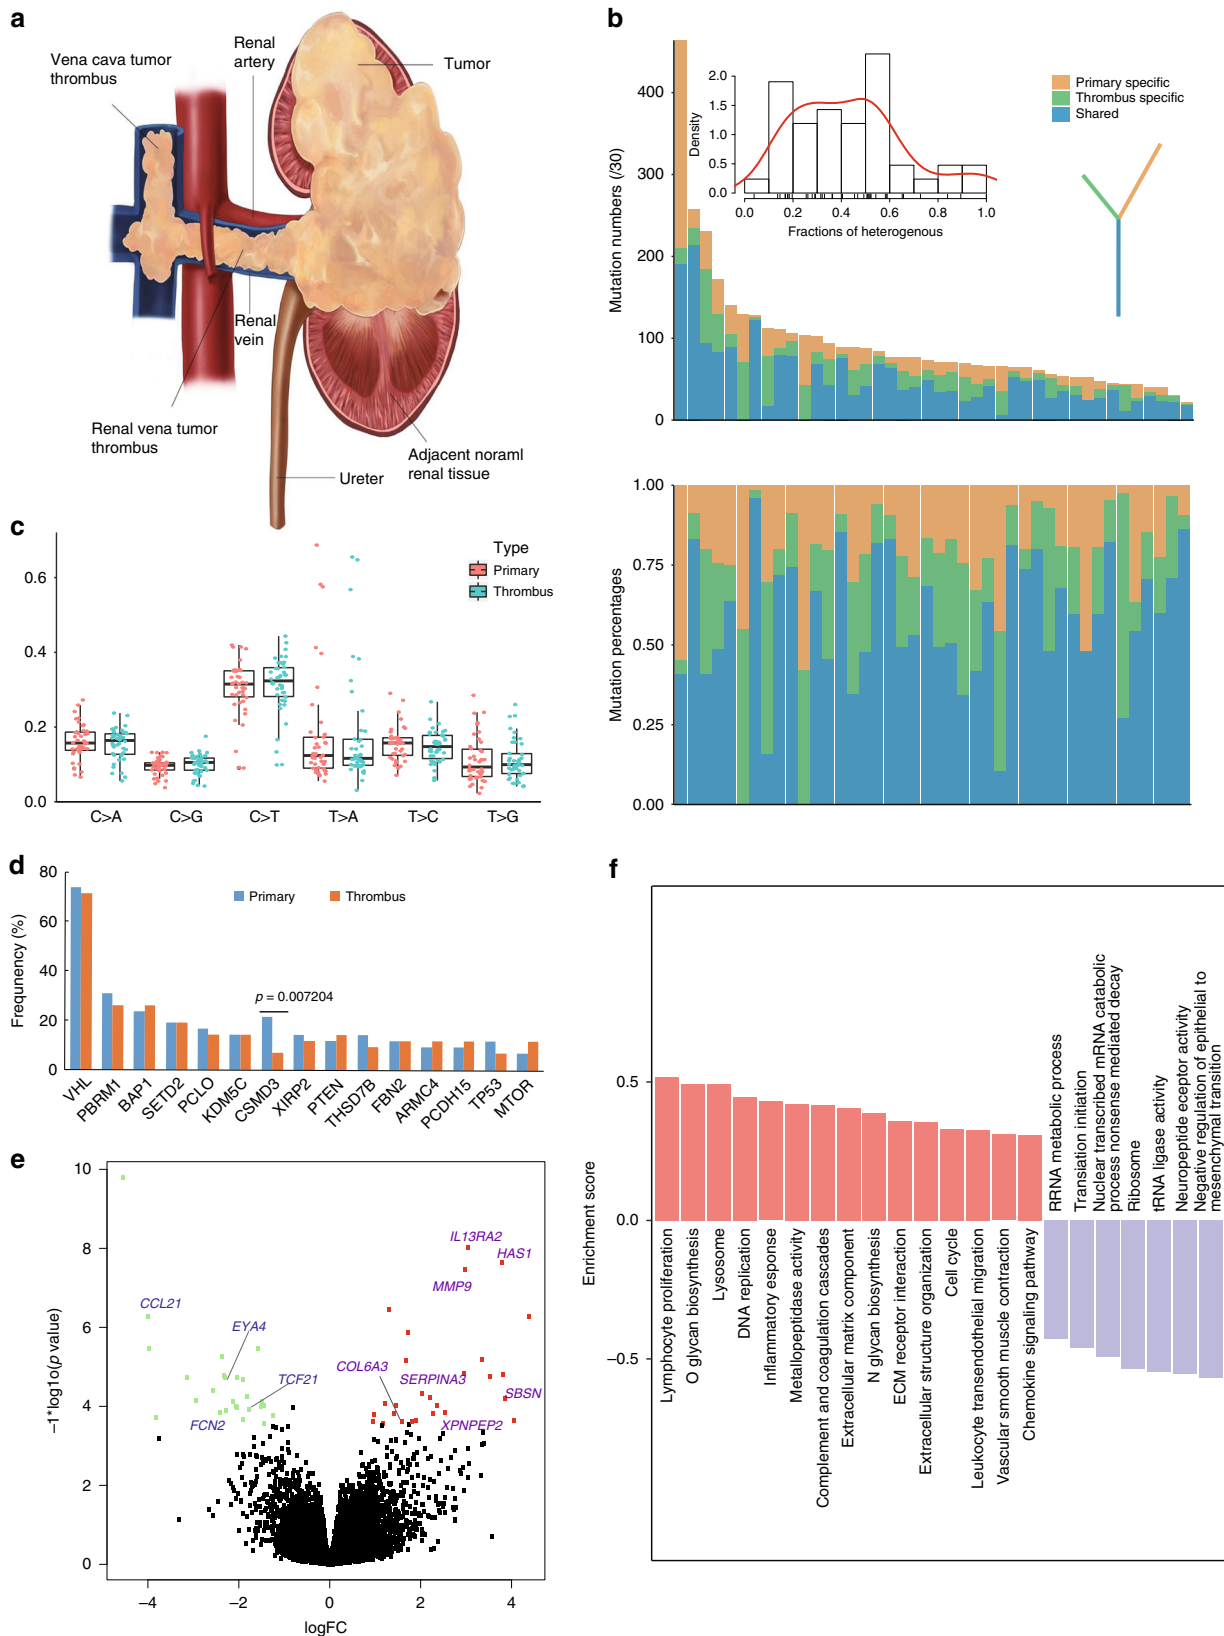 a
Vena cava tumor
thrombus
Renal
artery
Tumor
Renal
vein
Renal vena tumor
thrombus
Ureter
Adjacent noraml
renal tissue
b
Mutation numbers (/30)
400
300
200
100
0
Density
2.0
1.5
1.0
0.5
0.0
0.0 0.2 0.4 0.6 0.8 1.0
Fractions of heterogenous
Primary specific
Thrombus specific
Shared
Mutation percentages
1.00
0.75
0.50
0.25
0.00
c
0.6
0.4
0.2
0.0
Type
Primary
Thrombus
C>A C>G C>T T>A T>C T>G
d
Frequnency (%)
80
60
40
20
0
Primary Thrombus
p = 0.007204
VHL
PBRM1
BAP1
SETD2
PCLO
KDM5C
CSMD3
XIRP2
PTEN
THSD7B
FBN2
ARMC4
PCDH15
TP53
MTOR
e
−1*log1o(p value)
10
8
6
4
2
0
IL13RA2
HAS1
MMP9
CCL21
EYA4
COL6A3
SERPINA3
TCF21
SBSN
FCN2
XPNPEP2
−4 −2 0 2 4
logFC
f
Enrichment score
0.5
0.0
−0.5
Lymphocyte proliferation
O glycan biosynthesis
Lysosome
DNA replication
Inflammatory esponse
Metallopeptidase activity
Complement and coagulation cascades
Extracellular matrix component
N glycan biosynthesis
ECM receptor interaction
Extracellular structure organization
Cell cycle
Leukocyte transendothelial migration
Vascular smooth muscle contraction
Chemokine signaling pathway
RRNA metabolic process
Transiation initiation
Nuclear transcribed mRNA catabolic
process nonsense mediated decay
Ribosome
tRNA ligase activity
Neuropeptide eceptor activity
Negative regulation of epithelial to
mesenchymal transition